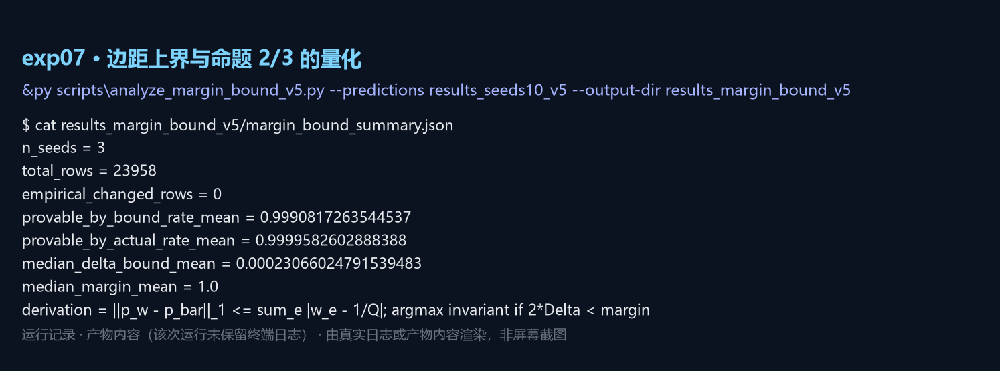 exp07 • 边距上界与命题 2/3 的量化
&py scripts\analyze_margin_bound_v5.py --predictions results_seeds10_v5 --output-dir results_margin_bound_v5
$ cat results_margin_bound_v5/margin_bound_summary.json
n_seeds = 3
total_rows = 23958
empirical_changed_rows = 0
provable_by_bound_rate_mean = 0.9990817263544537
provable_by_actual_rate_mean = 0.9999582602888388
median_delta_bound_mean = 0.00023066024791539483
median_margin_mean = 1.0
derivation = ||p_w - p_bar||_1 <= sum_e |w_e - 1/Q|; argmax invariant if 2*Delta < margin
运行记录 · 产物内容（该次运行未保留终端日志） · 由真实日志或产物内容渲染，非屏幕截图